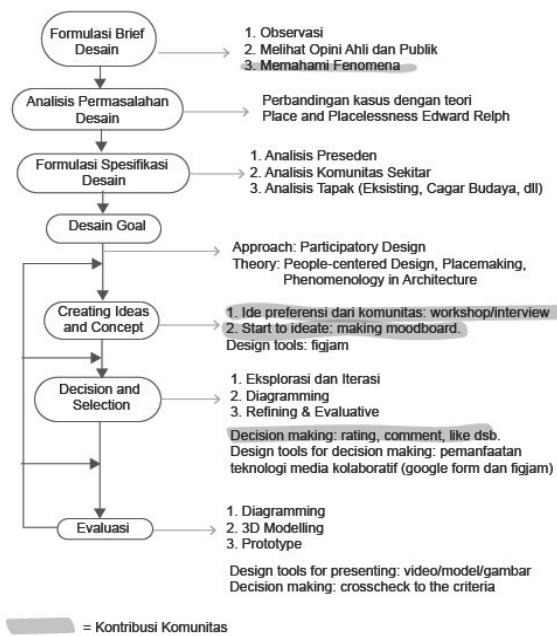 Formulasi Brief
Desain
1. Observasi
2. Melihat Opini Ahli dan Publik
3. Memahami Fenomena
Analisis Permasalahan
Desain
Perbandingan kasus dengan teori
Place and Placelessness Edward Relph
Formulasi Spesifikasi
Desain
1. Analisis Preseden
2. Analisis Komunitas Sekitar
3. Analisis Tapak (Eksisting, Cagar Budaya, dll)
Desain Goal
Approach: Participatory Design
Theory: People-centered Design, Placemaking,
Phenomenology in Architecture
Creating Ideas
and Concept
1. Ide preferensi dari komunitas: workshop/interview
2. Start to ideate: making moodboard.
Design tools: figjam
Decision and
Selection
1. Eksplorasi dan Iterasi
2. Diagramming
3. Refining & Evaluative
Decision making: rating, comment, like dsb.
Design tools for decision making: pemanfaatan
teknologi media kolaboratif (google form dan figjam)
Evaluasi
1. Diagramming
2. 3D Modelling
3. Prototype
Design tools for presenting: video/model/gambar
Decision making: crosscheck to the criteria
= Kontribusi Komunitas